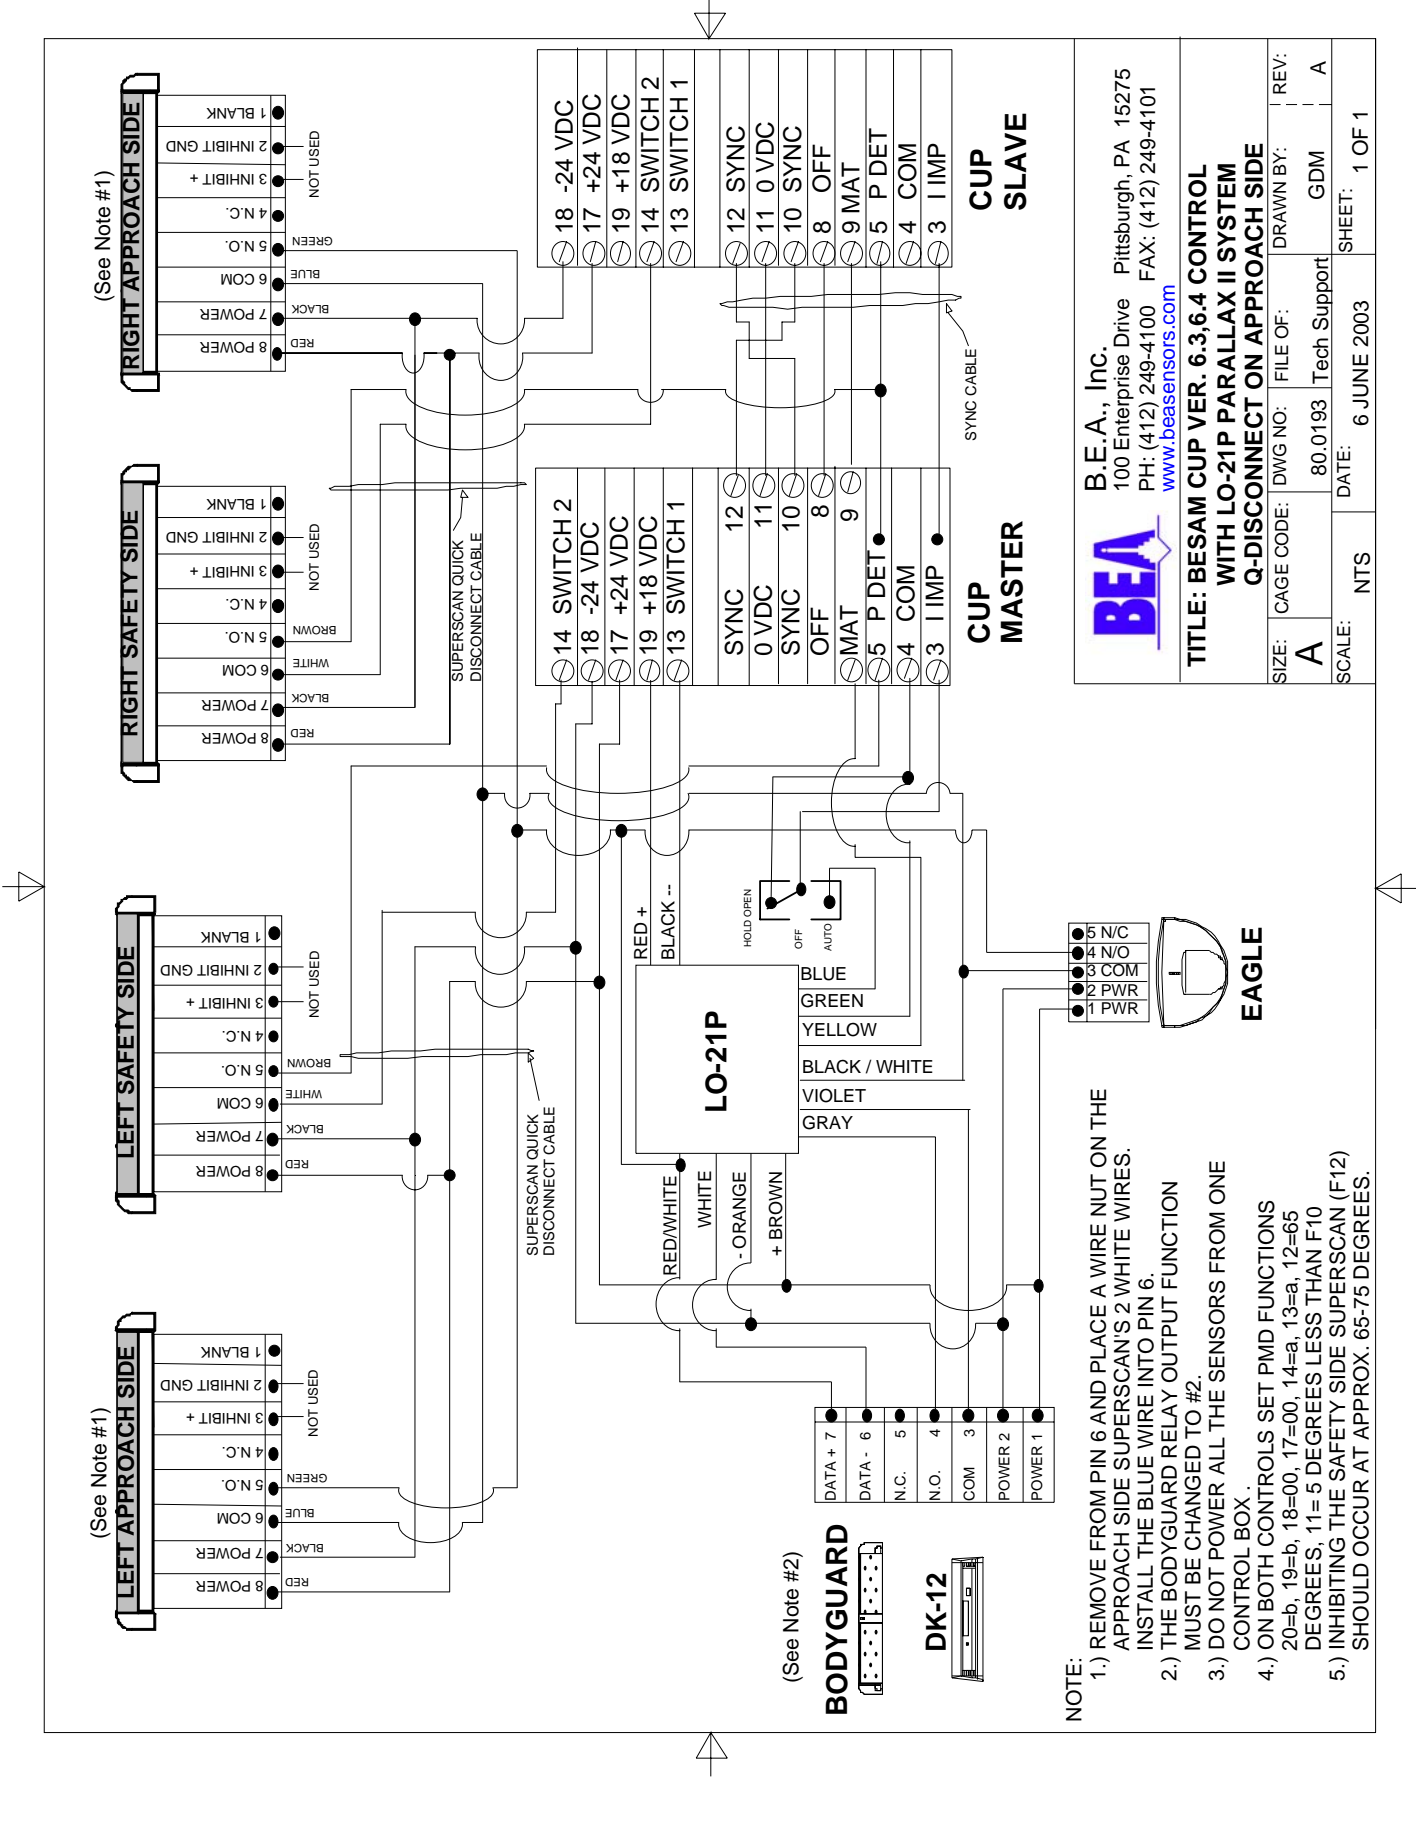 (See Note #1)
LEFT APPROACH SIDE
8 POWER
7 POWER
6 COM
5 N.O.
4 N.C.
3 INHIBIT +
2 INHIBIT GND
1 BLANK
RED
BLACK
BLUE
GREEN
NOT USED
LEFT SAFETY SIDE
8 POWER
7 POWER
6 COM
5 N.O.
4 N.C.
3 INHIBIT +
2 INHIBIT GND
1 BLANK
RED
BLACK
WHITE
BROWN
NOT USED
RIGHT SAFETY SIDE
8 POWER
7 POWER
6 COM
5 N.O.
4 N.C.
3 INHIBIT +
2 INHIBIT GND
1 BLANK
RED
BLACK
WHITE
BROWN
NOT USED
(See Note #1)
RIGHT APPROACH SIDE
8 POWER
7 POWER
6 COM
5 N.O.
4 N.C.
3 INHIBIT +
2 INHIBIT GND
1 BLANK
RED
BLACK
BLUE
GREEN
NOT USED
SUPERSCAN QUICK
DISCONNECT CABLE
SUPERSCAN QUICK
DISCONNECT CABLE
14 SWITCH 2
18 -24 VDC
17 +24 VDC
19 +18 VDC
13 SWITCH 1
SYNC 12
0 VDC 11
SYNC 10
OFF 8
MAT 9
5 P DET
4 COM
3 I IMP
CUP
MASTER
18 -24 VDC
17 +24 VDC
19 +18 VDC
14 SWITCH 2
13 SWITCH 1
12 SYNC
11 0 VDC
10 SYNC
8 OFF
9 MAT
5 P DET
4 COM
3 I IMP
CUP
SLAVE
SYNC CABLE
RED +
BLACK --
LO-21P
RED/WHITE
WHITE
- ORANGE
+ BROWN
BLUE
GREEN
YELLOW
BLACK / WHITE
VIOLET
GRAY
HOLD OPEN
OFF
AUTO
5 N/C
4 N/O
3 COM
2 PWR
1 PWR
EAGLE
DATA + 7
DATA - 6
N.C. 5
N.O. 4
COM 3
POWER 2
POWER 1
(See Note #2)
BODYGUARD
DK-12
NOTE:
1.) REMOVE FROM PIN 6 AND PLACE A WIRE NUT ON THE
APPROACH SIDE SUPERSCAN'S 2 WHITE WIRES.
INSTALL THE BLUE WIRE INTO PIN 6.
2.) THE BODYGUARD RELAY OUTPUT FUNCTION
MUST BE CHANGED TO #2.
3.) DO NOT POWER ALL THE SENSORS FROM ONE
CONTROL BOX .
4.) ON BOTH CONTROLS SET PMD FUNCTIONS
20=b, 19=b, 18=00, 17=00, 14=a, 13=a, 12=65
DEGREES, 11= 5 DEGREES LESS THAN F10
5.) INHIBITING THE SAFETY SIDE SUPERSCAN (F12)
SHOULD OCCUR AT APPROX. 65-75 DEGREES.
BEA
B.E.A., Inc.
100 Enterprise Drive Pittsburgh, PA 15275
PH: (412) 249-4100 FAX: (412) 249-4101
www.beasensors.com
TITLE: BESAM CUP VER. 6.3,6.4 CONTROL
WITH LO-21P PARALLAX II SYSTEM
Q-DISCONNECT ON APPROACH SIDE
SIZE: A
CAGE CODE:
DWG NO: 80.0193
FILE OF: Tech Support
DRAWN BY: GDM
REV: A
SCALE: NTS
DATE: 6 JUNE 2003
SHEET: 1 OF 1